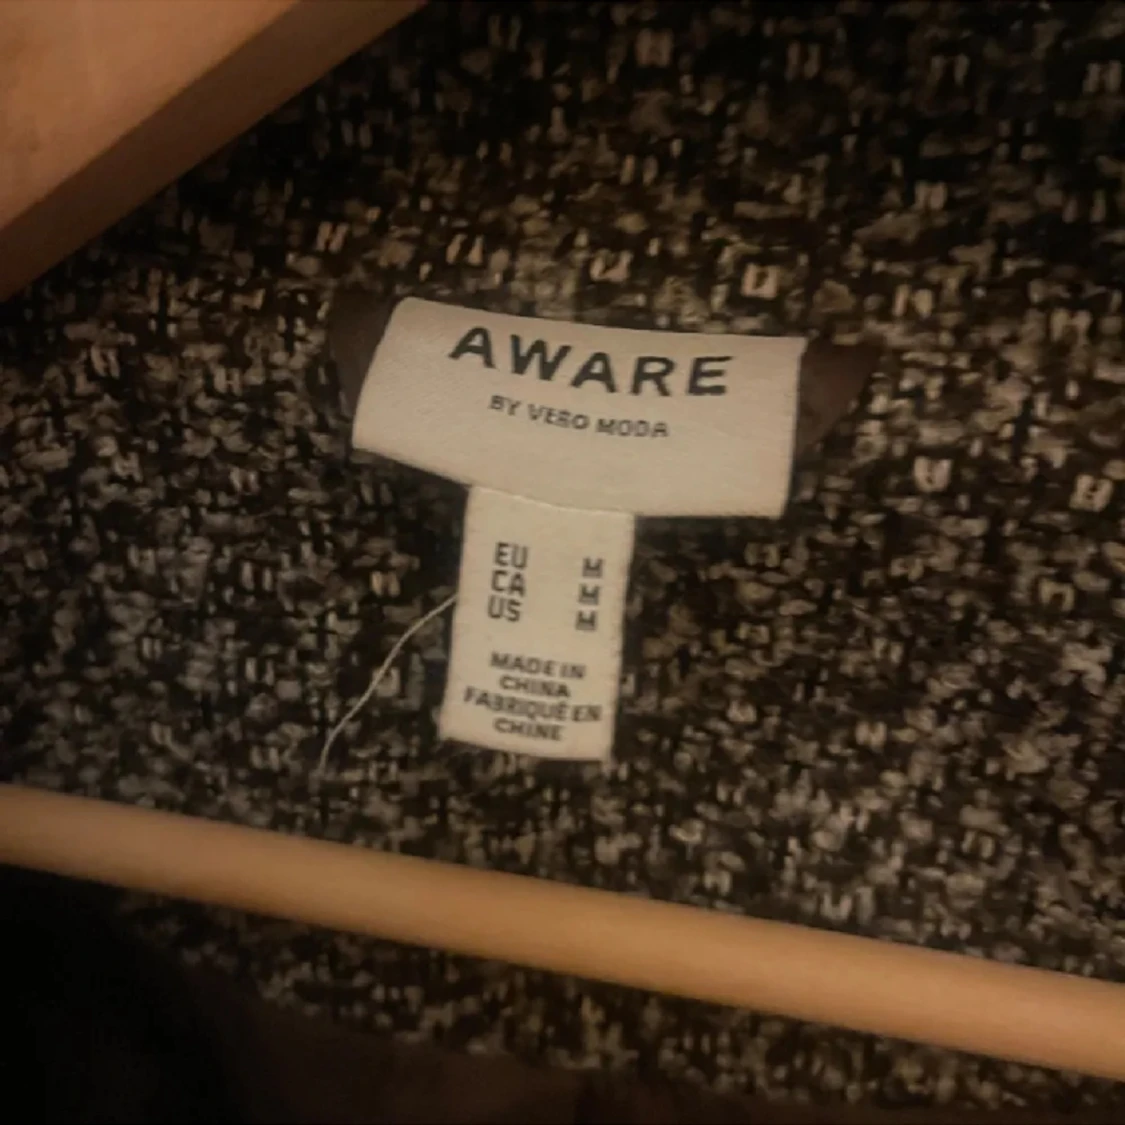 AWARE
BY VERO MODA
EU M
CA M
US M
MADE IN
CHINA
FABRIQUÉ EN
CHINE